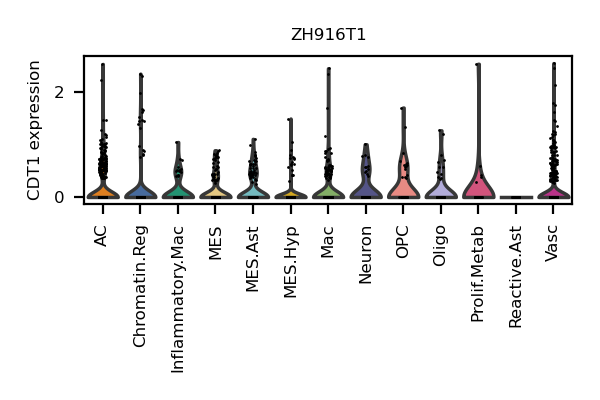 ZH916T1
CDT1 expression
2
0
AC
Chromatin.Reg
Inflammatory.Mac
MES
MES.Ast
MES.Hyp
Mac
Neuron
OPC
Oligo
Prolif.Metab
Reactive.Ast
Vasc